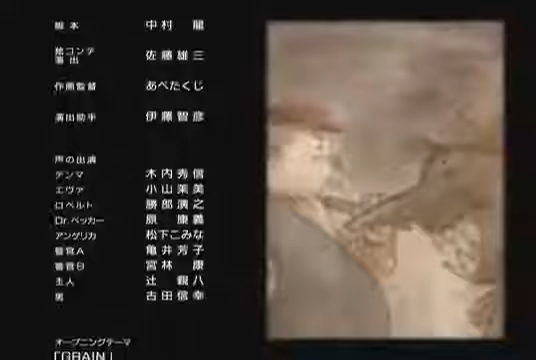 脚本 中村 龍
絵コンテ
演出 佐藤雄三
作画監督 あべたくじ
演出助手 伊藤智彦
声の出演
テンマ 木内秀信
エヴァ 小山茉美
ロベルト 勝部演之
Dr.ベッカー 原 康義
アンゲリカ 松下こみな
警官A 亀井芳子
警官B 宮林 康
主人 辻 親八
男 古田信幸
オープニングテーマ
「GRAIN」